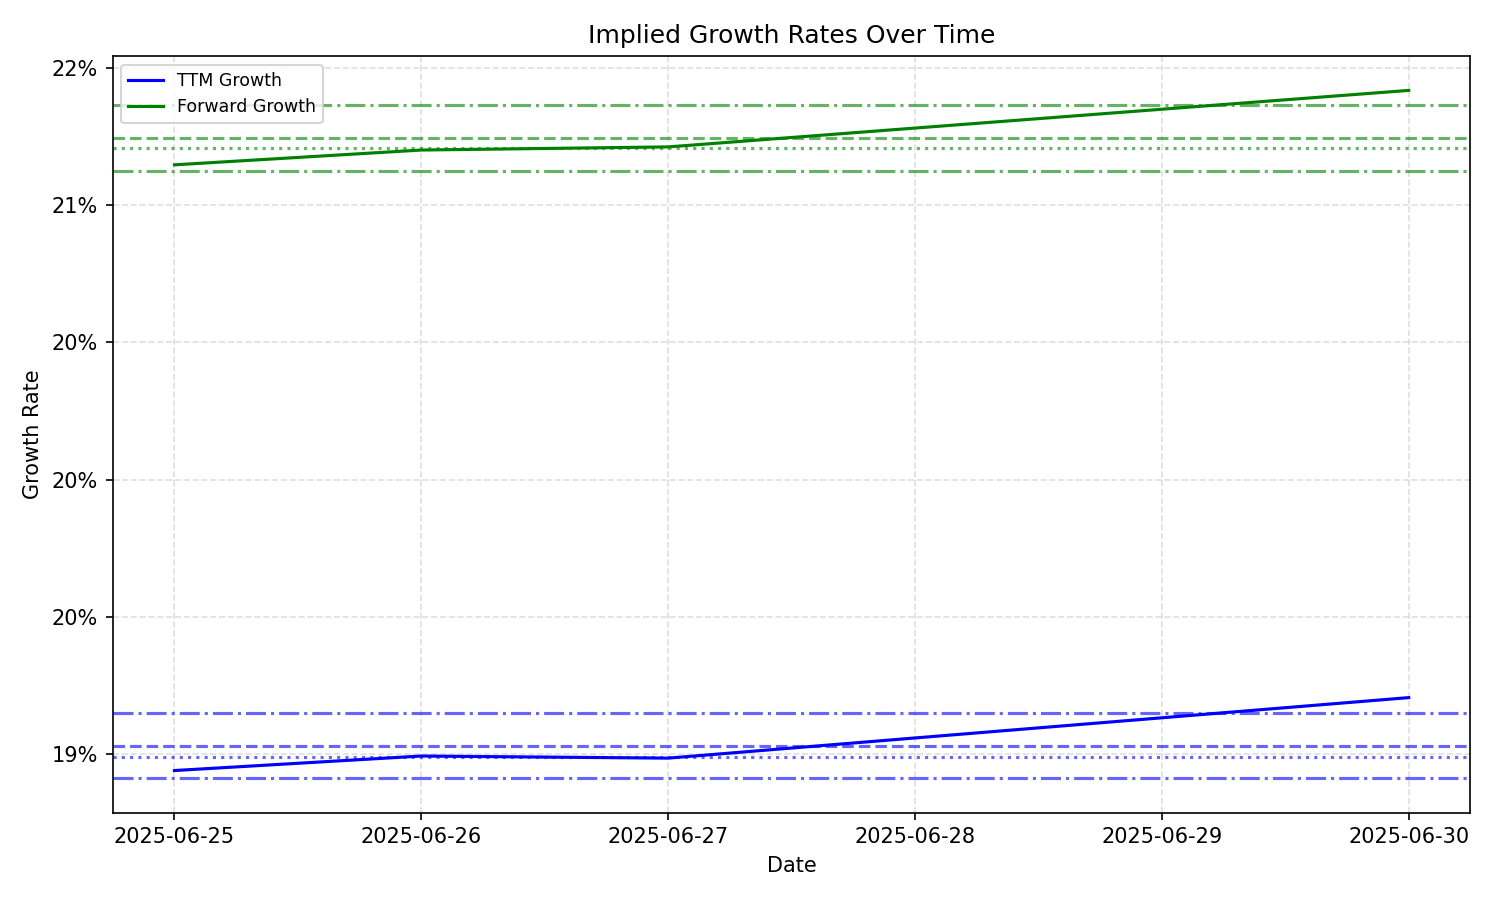 Implied Growth Rates Over Time
TTM Growth
Forward Growth
22%
21%
20%
20%
20%
19%
Growth Rate
2025-06-25
2025-06-26
2025-06-27
2025-06-28
2025-06-29
2025-06-30
Date